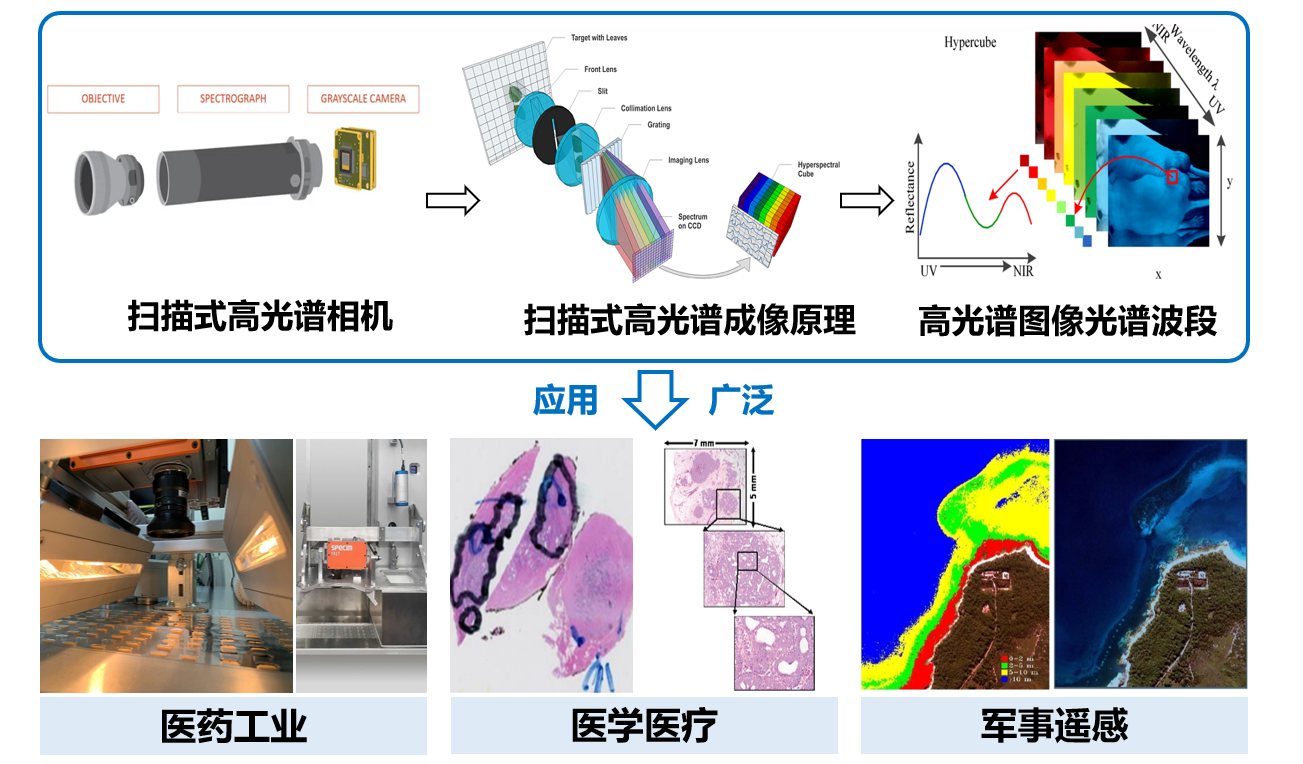 OBJECTIVE
SPECTROGRAPH
GRAYSCALE CAMERA
Target with Leaves
Front Lens
Slit
Collimation Lens
Grating
Imaging Lens
Spectrum
on CCD
Hyperspectral
Cube
Hypercube
NIR
Wavelength λ
UV
Reflectance
UV
NIR
y
x
扫描式高光谱相机
扫描式高光谱成像原理
高光谱图像光谱波段
应用
广泛
SPECIM
7 mm
5 mm
0-2 m
2-5 m
5-10 m
>10 m
医药工业
医学医疗
军事遥感